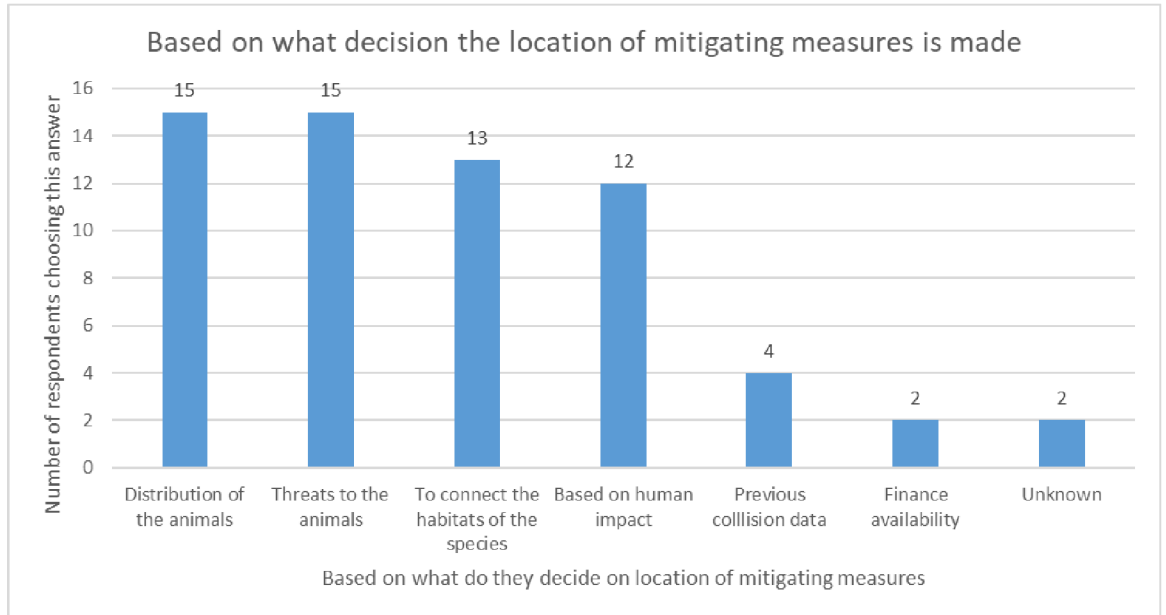 Based on what decision the location of mitigating measures is made
Number of respondents choosing this answer
16
14
12
10
8
6
4
2
0
15
15
13
12
4
2
2
Distribution of
the animals
Threats to the
animals
To connect the
habitats of the
species
Based on human
impact
Previous
colllision data
Finance
availability
Unknown
Based on what do they decide on location of mitigating measures